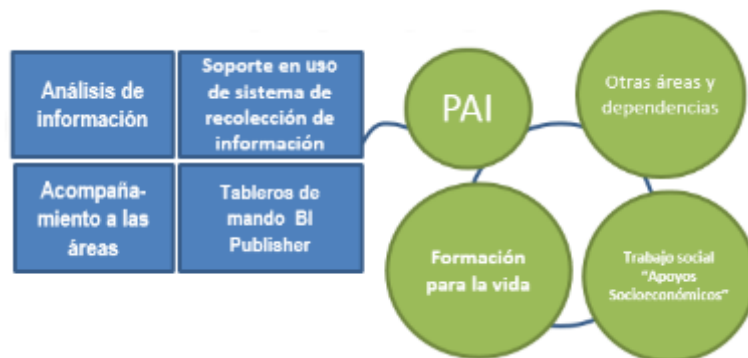 Análisis de
información
Soporte en uso
de sistema de
recolección de
información
Acompaña-
miento a las
áreas
Tableros de
mando BI
Publisher
PAI
Otras áreas y
dependencias
Formación
para la vida
Trabajo social
"Apoyos
Socioeconómicos"